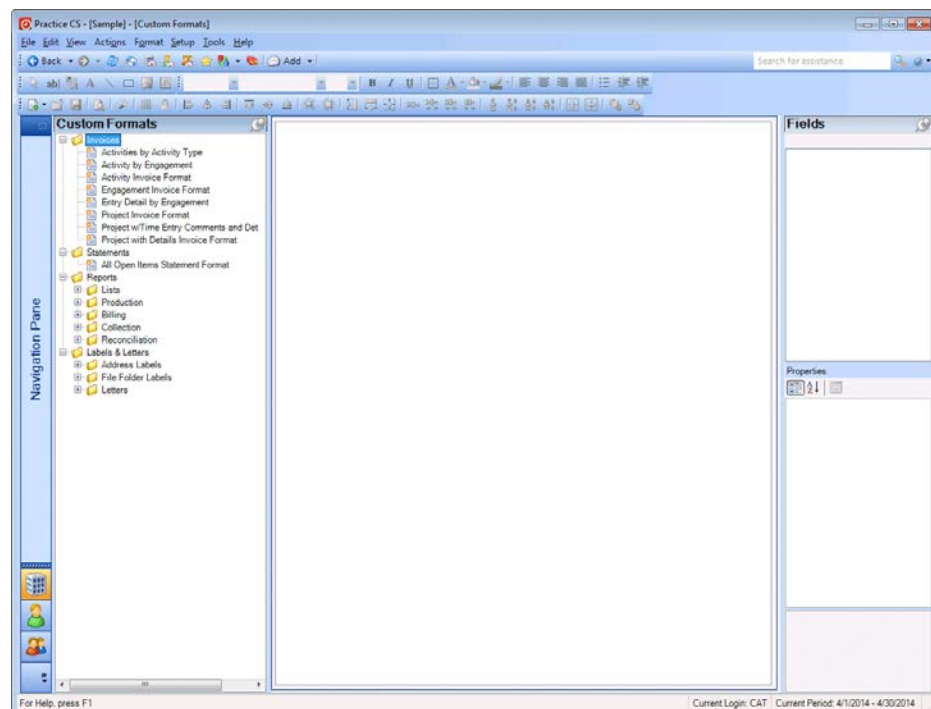 Practice CS - [Sample] - [Custom Formats]
File Edit View Actions Format Setup Tools Help
Back Add Search for assistance
abl A B I U A
Custom Formats
Invoices
Activities by Activity Type
Activity by Engagement
Activity Invoice Format
Engagement Invoice Format
Entry Detail by Engagement
Project Invoice Format
Project w/Time Entry Comments and Det
Project with Details Invoice Format
Statements
All Open Items Statement Format
Reports
Lists
Production
Billing
Collection
Reconciliation
Labels & Letters
Address Labels
File Folder Labels
Letters
Navigation Pane
Fields
Properties
For Help, press F1 Current Login: CAT Current Period: 4/1/2014 - 4/30/2014